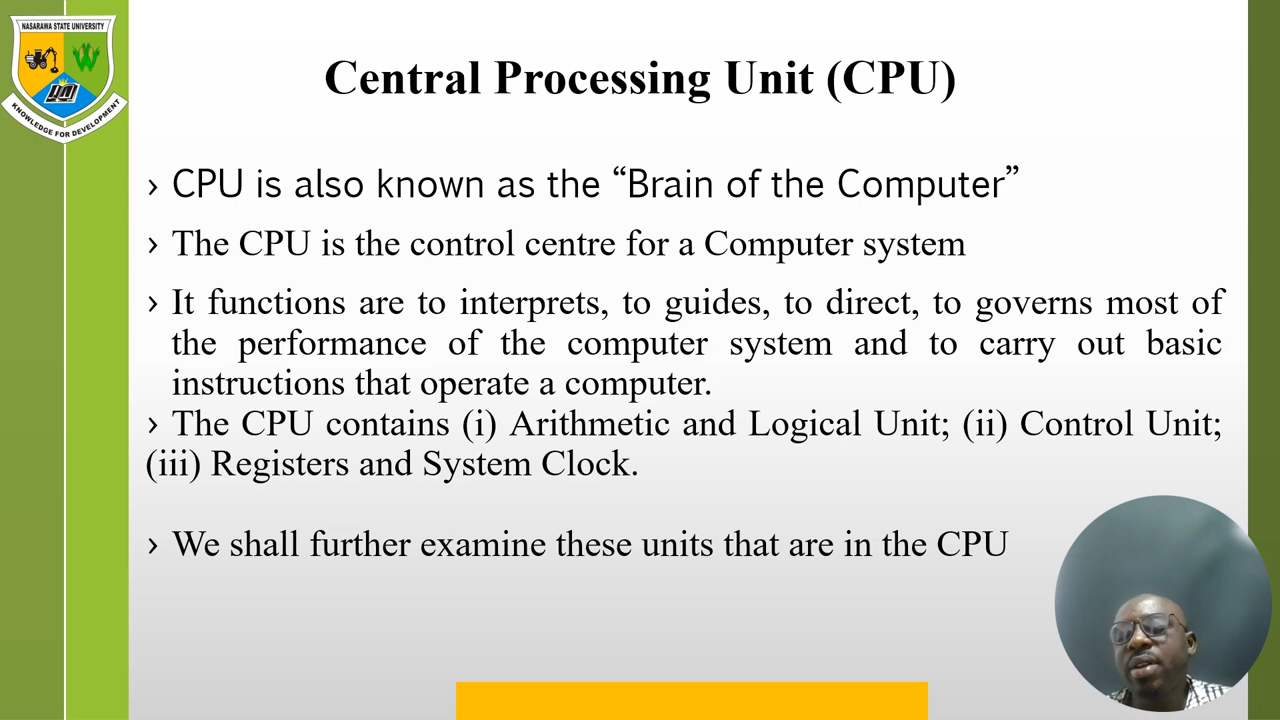 NASARAWA STATE UNIVERSITY
KNOWLEDGE FOR DEVELOPMENT
Central Processing Unit (CPU)
› CPU is also known as the “Brain of the Computer”
› The CPU is the control centre for a Computer system
› It functions are to interprets, to guides, to direct, to governs most of
the performance of the computer system and to carry out basic
instructions that operate a computer.
› The CPU contains (i) Arithmetic and Logical Unit; (ii) Control Unit;
(iii) Registers and System Clock.
› We shall further examine these units that are in the CPU